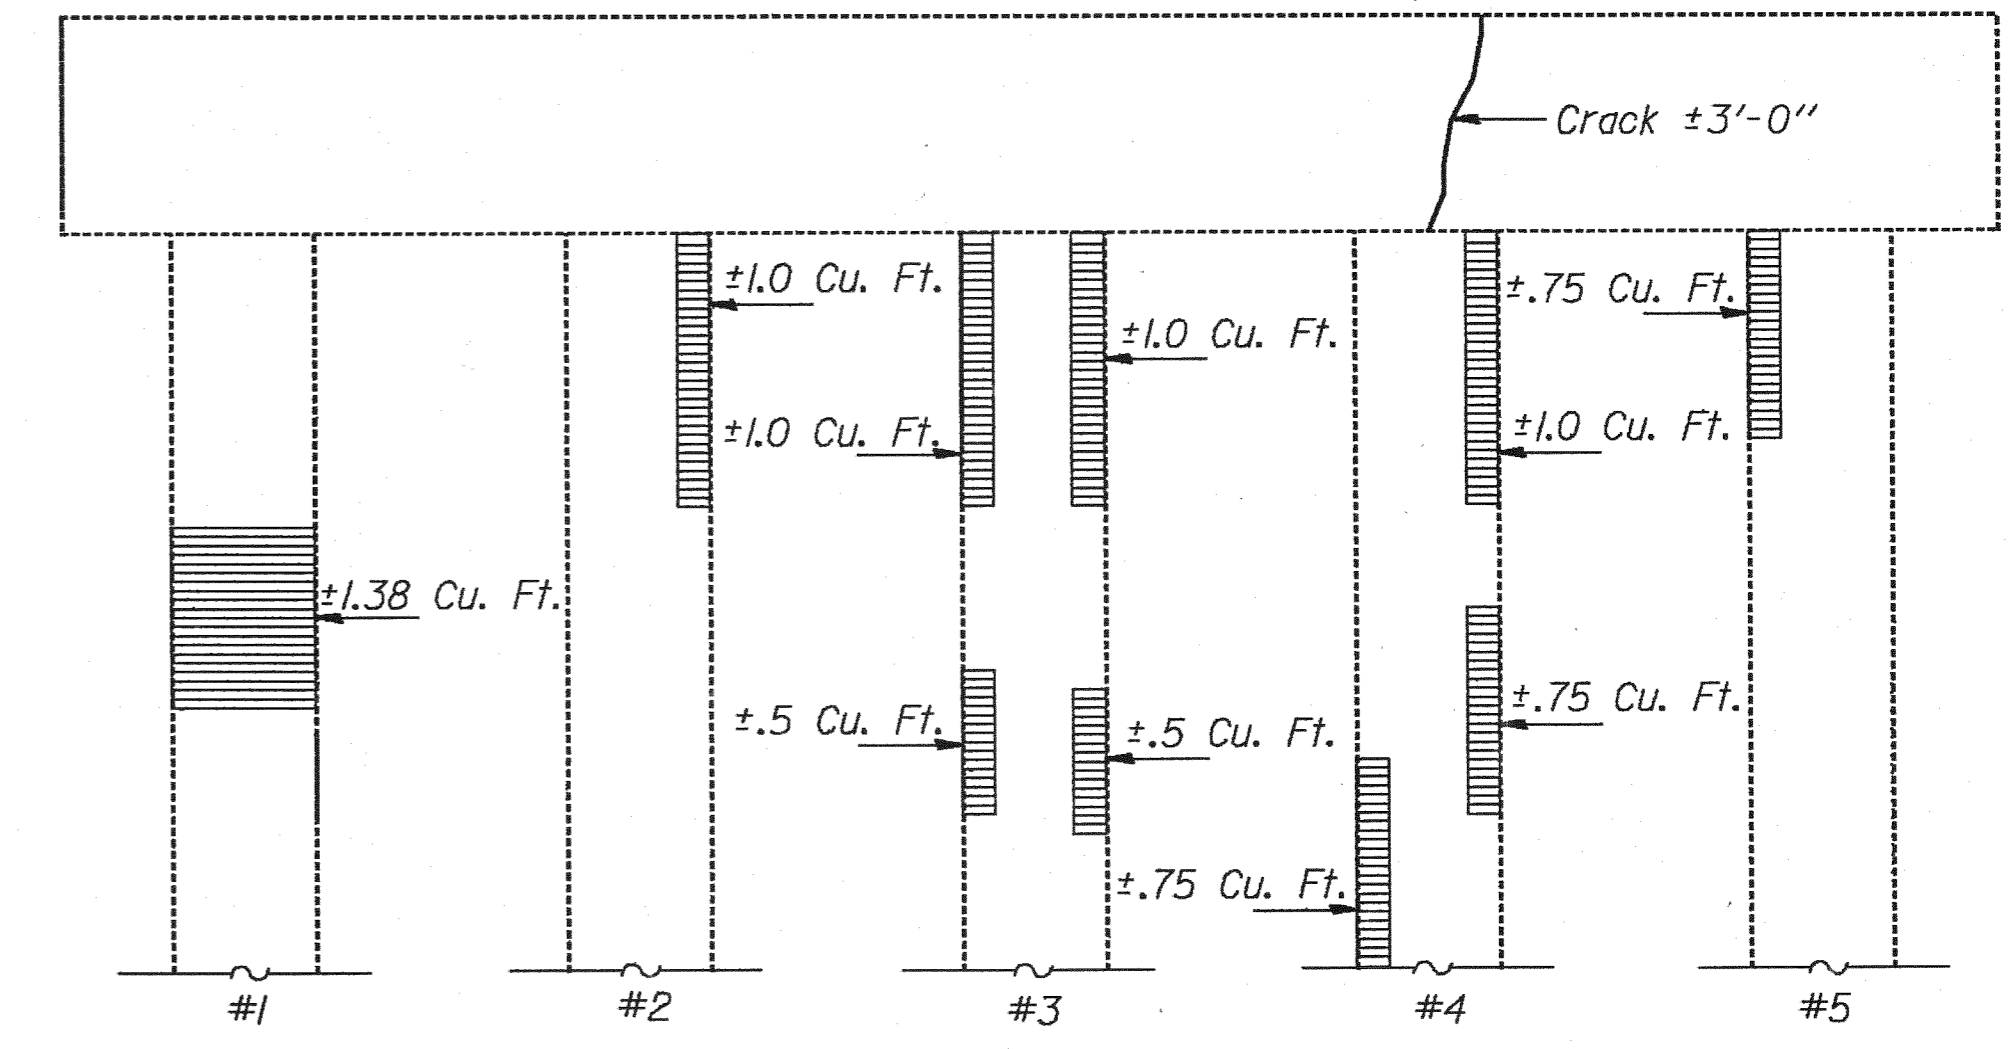 Crack ±3'-0"
±1.0 Cu. Ft.
±.75 Cu. Ft.
±1.0 Cu. Ft.
±1.0 Cu. Ft.
±1.0 Cu. Ft.
±1.38 Cu. Ft.
±.75 Cu. Ft.
±.5 Cu. Ft.
±.5 Cu. Ft.
±.75 Cu. Ft.
#1
#2
#3
#4
#5